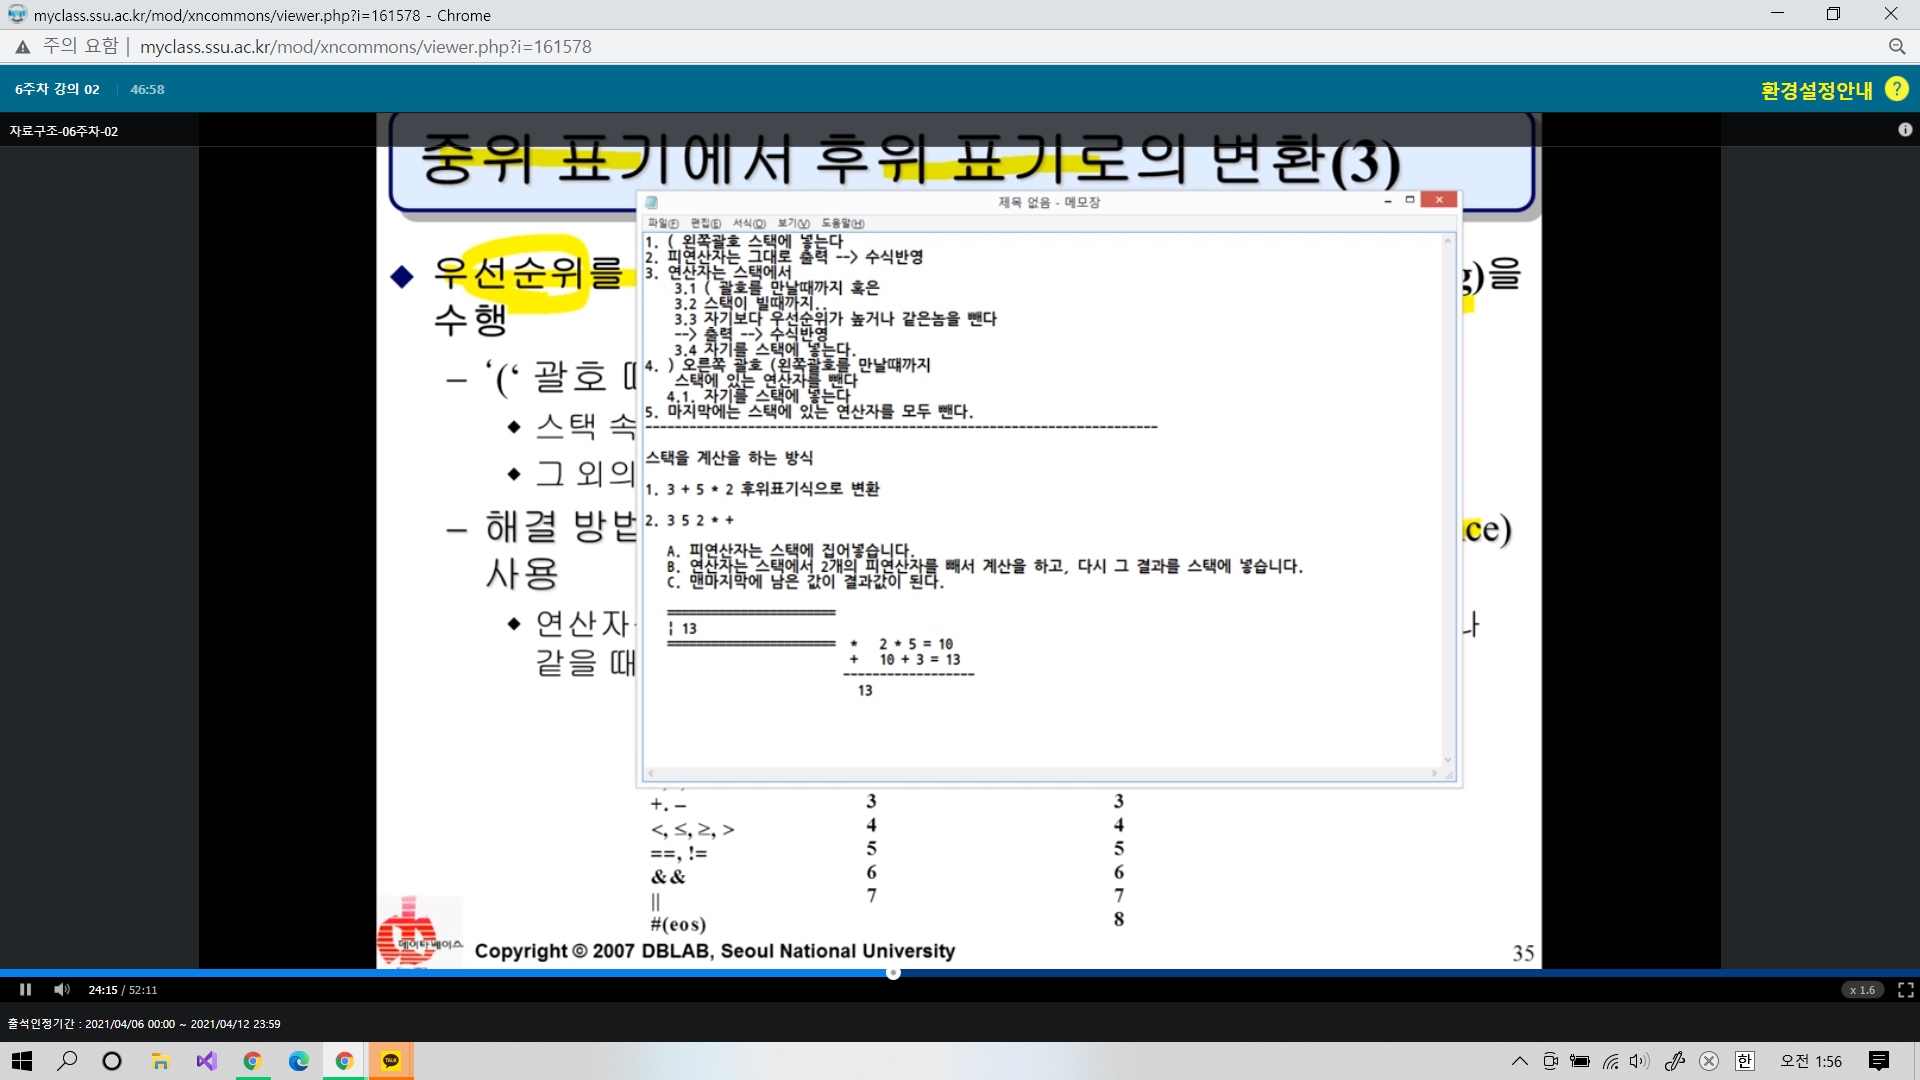 myclass.ssu.ac.kr/mod/xncommons/viewer.php?i=161578 - Chrome
주의 요함 | myclass.ssu.ac.kr/mod/xncommons/viewer.php?i=161578
6주차 강의 02 46:58
환경설정안내 ?
자료구조-06주차-02
중위 표기에서 후위 표기로의 변환(3)
제목 없음 - 메모장
파일(F) 편집(E) 서식(O) 보기(V) 도움말(H)
우선순위를
g)을
수행
– ‘(‘ 괄호
스택 속
그 외의
– 해결 방법
ce)
사용
연산자
같을 때
1. ( 왼쪽괄호 스택에 넣는다
2. 피연산자는 그대로 출력 --> 수식반영
3. 연산자는 스택에서
3.1 ( 괄호를 만날때까지 혹은
3.2 스택이 빌때까지..
3.3 자기보다 우선순위가 높거나 같은놈을 뺀다
--> 출력 --> 수식반영
3.4 자기를 스택에 넣는다.
4. ) 오른쪽 괄호 (왼쪽괄호를 만날때까지
스택에 있는 연산자를 뺀다
4.1. 자기를 스택에 넣는다
5. 마지막에는 스택에 있는 연산자를 모두 뺀다.
----------------------------------------------------------------------
스택을 계산을 하는 방식
1. 3 + 5 * 2 후위표기식으로 변환
2. 3 5 2 * +
A. 피연산자는 스택에 집어넣습니다.
B. 연산자는 스택에서 2개의 피연산자를 빼서 계산을 하고, 다시 그 결과를 스택에 넣습니다.
C. 맨마지막에 남은 값이 결과값이 된다.
=======================
¦ 13
======================= * 2 * 5 = 10
+ 10 + 3 = 13
------------------
13
+. – 3 3
<, ≤, ≥, > 4 4
==, != 5 5
&& 6 6
|| 7 7
#(eos) 8
데이타베이스
Copyright © 2007 DBLAB, Seoul National University
35
24:15 / 52:11
x 1.6
출석인정기간 : 2021/04/06 00:00 ~ 2021/04/12 23:59
TALK
한
오전 1:56